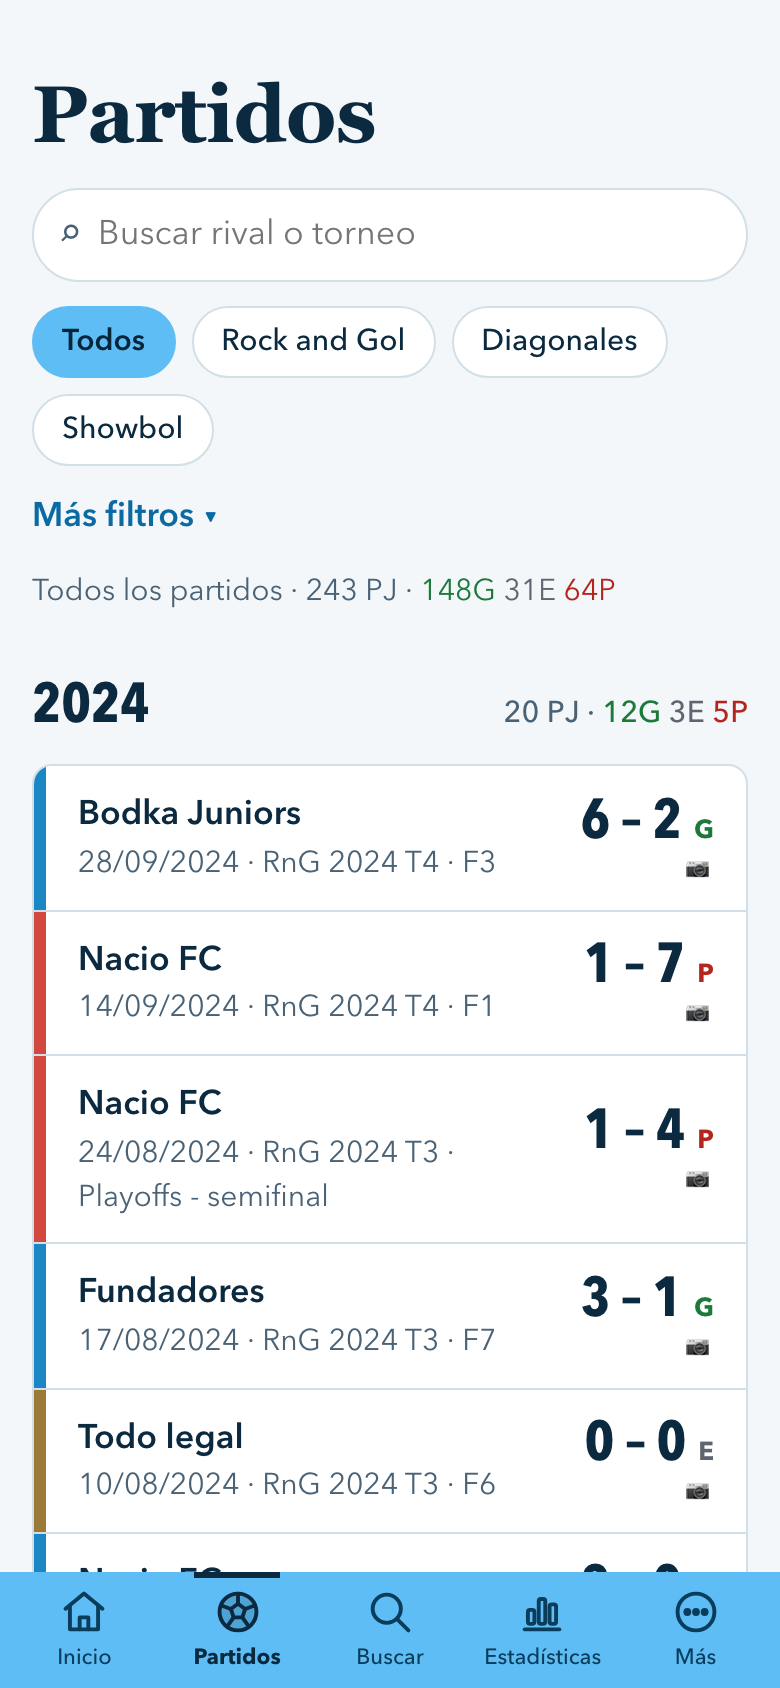 Partidos
Buscar rival o torneo
Todos
Rock and Gol
Diagonales
Showbol
Más filtros ▾
Todos los partidos · 243 PJ · 148G 31E 64P
2024
20 PJ · 12G 3E 5P
Bodka Juniors
6 – 2 G
28/09/2024 · RnG 2024 T4 · F3
Nacio FC
1 – 7 P
14/09/2024 · RnG 2024 T4 · F1
Nacio FC
24/08/2024 · RnG 2024 T3 ·
Playoffs - semifinal
1 – 4 P
Fundadores
3 – 1 G
17/08/2024 · RnG 2024 T3 · F7
Todo legal
0 – 0 E
10/08/2024 · RnG 2024 T3 · F6
Nacio FC
Inicio
Partidos
Buscar
Estadísticas
Más